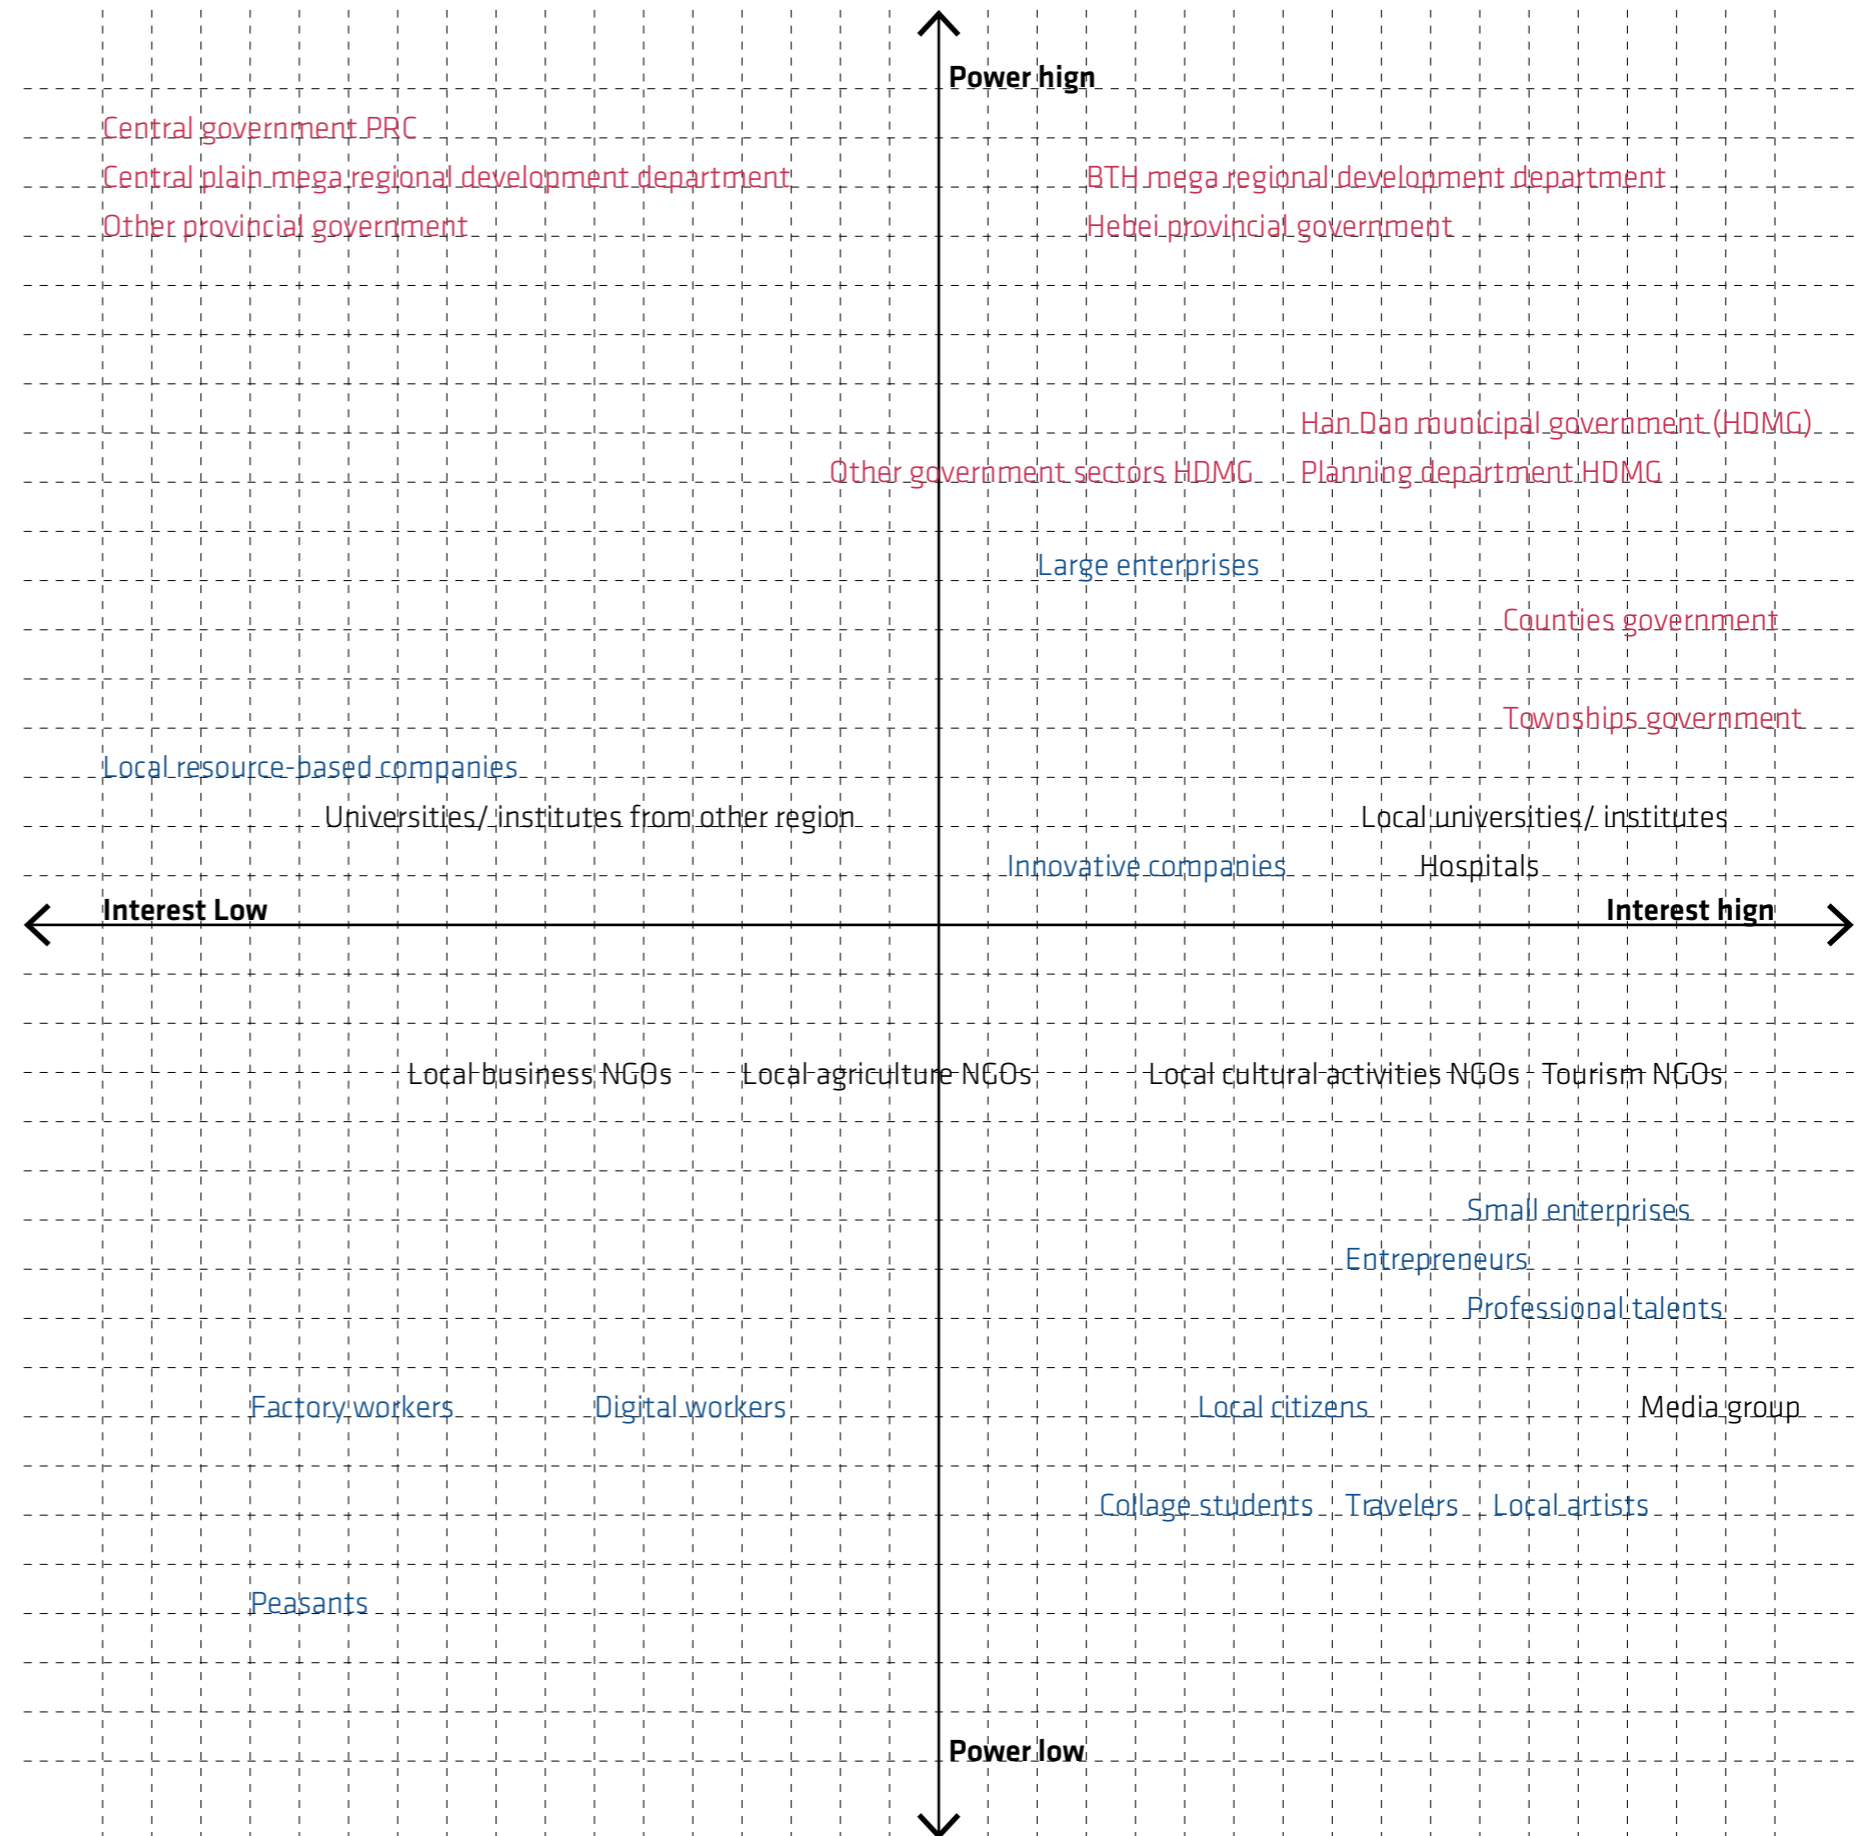 Power hign
Central government PRC
Central plain mega regional development department
BTH mega regional development department
Other provincial government
Hebei provincial government
Han Dan municipal government (HDMG)
Other government sectors HDMG
Planning department HDMG
Large enterprises
Counties government
Townships government
Local resource-based companies
Universities/ institutes from other region
Local universities/ institutes
Innovative companies
Hospitals
Interest Low
Interest hign
Local business NGOs
Local agriculture NGOs
Local cultural activities NGOs
Tourism NGOs
Small enterprises
Entrepreneurs
Professional talents
Factory workers
Digital workers
Local citizens
Media group
Collage students
Travelers
Local artists
Peasants
Power low